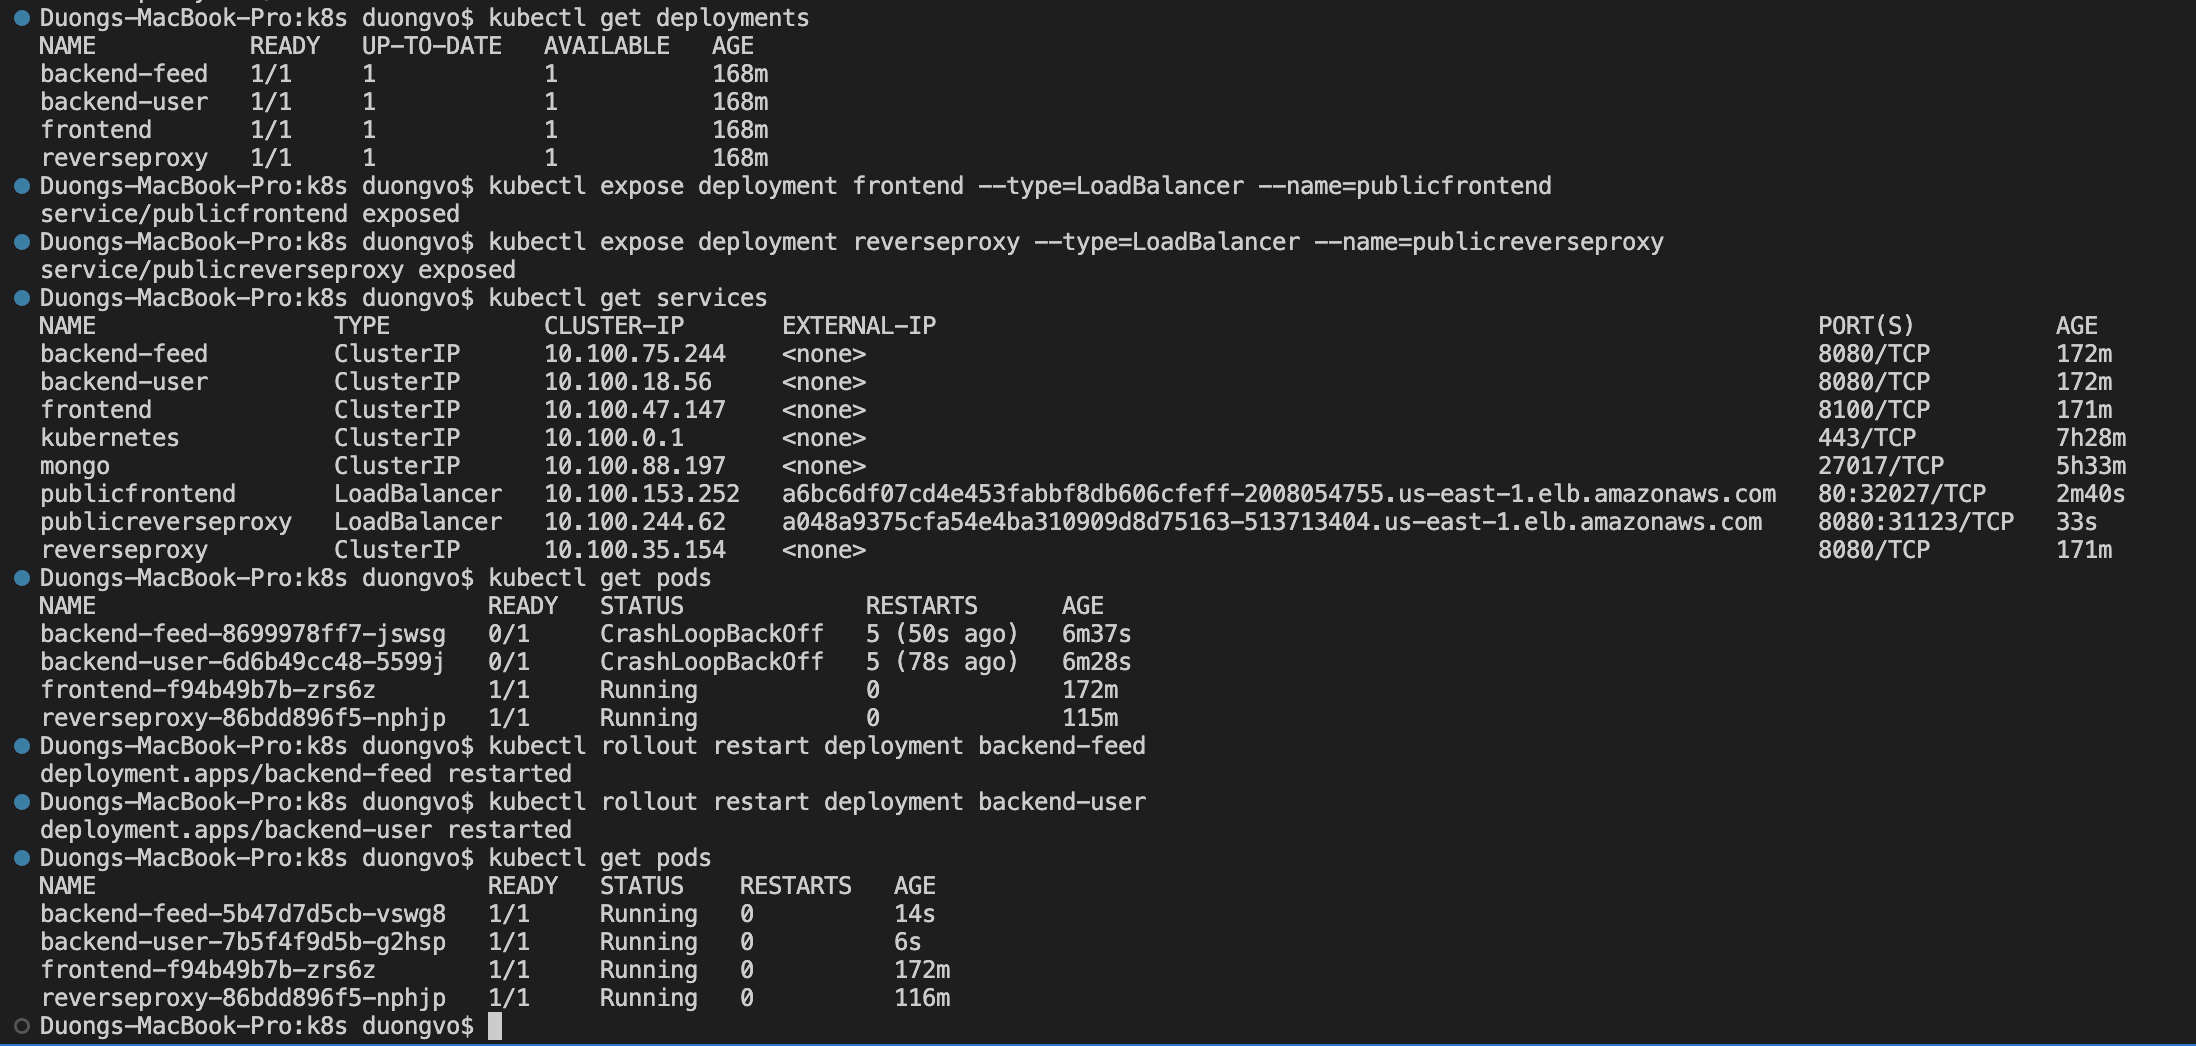 Duongs-MacBook-Pro:k8s duongvo$ kubectl get deployments
NAME           READY   UP-TO-DATE   AVAILABLE   AGE
backend-feed   1/1     1            1           168m
backend-user   1/1     1            1           168m
frontend       1/1     1            1           168m
reverseproxy   1/1     1            1           168m
Duongs-MacBook-Pro:k8s duongvo$ kubectl expose deployment frontend --type=LoadBalancer --name=publicfrontend
service/publicfrontend exposed
Duongs-MacBook-Pro:k8s duongvo$ kubectl expose deployment reverseproxy --type=LoadBalancer --name=publicreverseproxy
service/publicreverseproxy exposed
Duongs-MacBook-Pro:k8s duongvo$ kubectl get services
NAME                 TYPE           CLUSTER-IP       EXTERNAL-IP                                                               PORT(S)          AGE
backend-feed         ClusterIP      10.100.75.244    <none>                                                                    8080/TCP         172m
backend-user         ClusterIP      10.100.18.56     <none>                                                                    8080/TCP         172m
frontend             ClusterIP      10.100.47.147    <none>                                                                    8100/TCP         171m
kubernetes           ClusterIP      10.100.0.1       <none>                                                                    443/TCP          7h28m
mongo                ClusterIP      10.100.88.197    <none>                                                                    27017/TCP        5h33m
publicfrontend       LoadBalancer   10.100.153.252   a6bc6df07cd4e453fabbf8db606cfeff-2008054755.us-east-1.elb.amazonaws.com   80:32027/TCP     2m40s
publicreverseproxy   LoadBalancer   10.100.244.62    a048a9375cfa54e4ba310909d8d75163-513713404.us-east-1.elb.amazonaws.com    8080:31123/TCP   33s
reverseproxy         ClusterIP      10.100.35.154    <none>                                                                    8080/TCP         171m
Duongs-MacBook-Pro:k8s duongvo$ kubectl get pods
NAME                            READY   STATUS             RESTARTS      AGE
backend-feed-8699978ff7-jswsg   0/1     CrashLoopBackOff   5 (50s ago)   6m37s
backend-user-6d6b49cc48-5599j   0/1     CrashLoopBackOff   5 (78s ago)   6m28s
frontend-f94b49b7b-zrs6z        1/1     Running            0             172m
reverseproxy-86bdd896f5-nphjp   1/1     Running            0             115m
Duongs-MacBook-Pro:k8s duongvo$ kubectl rollout restart deployment backend-feed
deployment.apps/backend-feed restarted
Duongs-MacBook-Pro:k8s duongvo$ kubectl rollout restart deployment backend-user
deployment.apps/backend-user restarted
Duongs-MacBook-Pro:k8s duongvo$ kubectl get pods
NAME                            READY   STATUS    RESTARTS   AGE
backend-feed-5b47d7d5cb-vswg8   1/1     Running   0          14s
backend-user-7b5f4f9d5b-g2hsp   1/1     Running   0          6s
frontend-f94b49b7b-zrs6z        1/1     Running   0          172m
reverseproxy-86bdd896f5-nphjp   1/1     Running   0          116m
Duongs-MacBook-Pro:k8s duongvo$